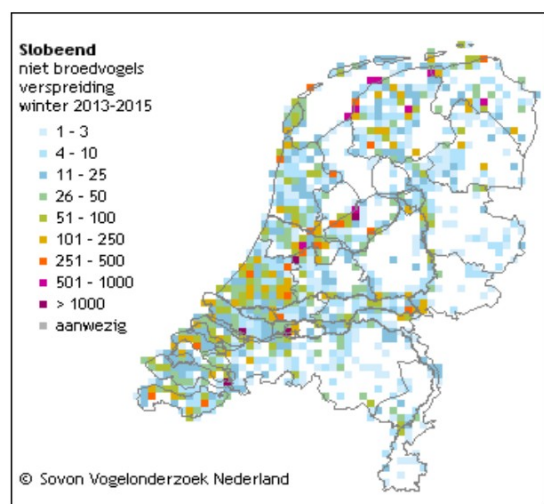 Slobeend
niet broedvogels
verspreiding
winter 2013-2015
1 - 3
4 - 10
11 - 25
26 - 50
51 - 100
101 - 250
251 - 500
501 - 1000
> 1000
aanwezig
© Sovon Vogelonderzoek Nederland